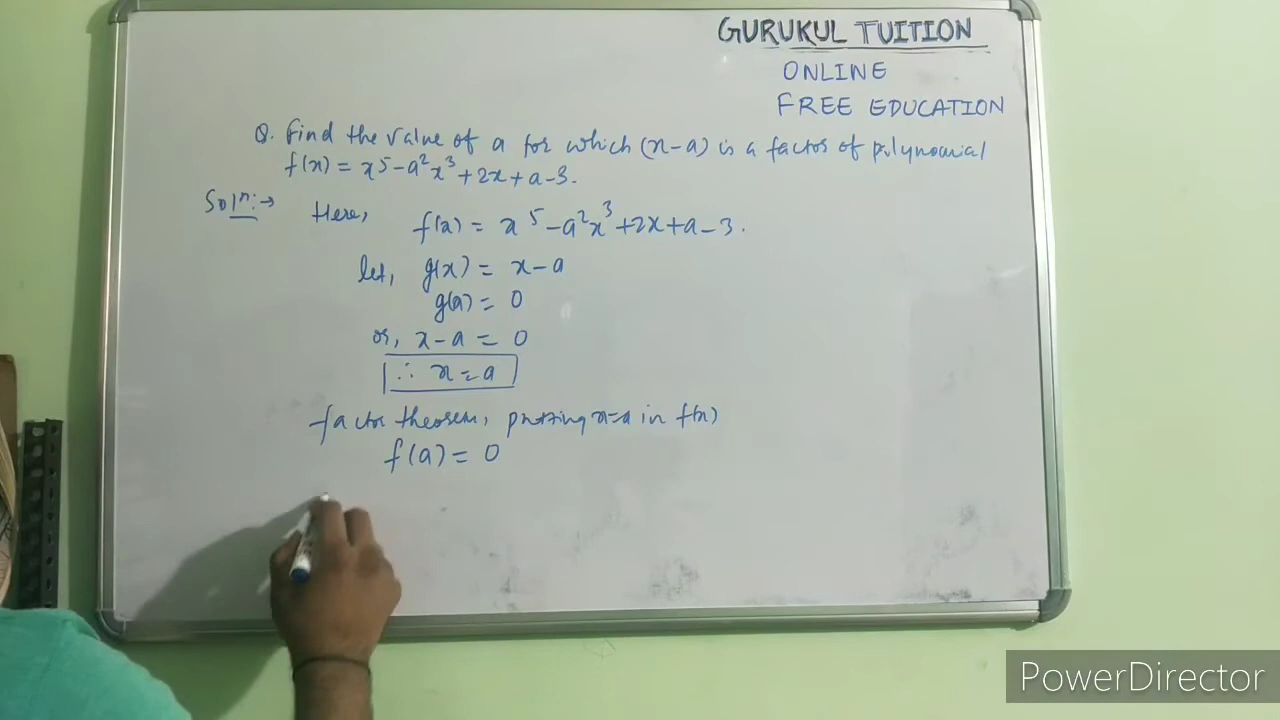 GURUKUL TUITION
ONLINE
FREE EDUCATION
Q. Find the value of a for which (x-a) is a factor of polynomial
f(x) = x⁵-a²x³+2x+a-3.
Solⁿ:→ Here, f(a) = x⁵-a²x³+2x+a-3.
let, g(x) = x-a
g(a) = 0
or, x-a = 0
∴ x=a
factor theorem, putting x=a in f(x)
f(a) = 0
PowerDirector